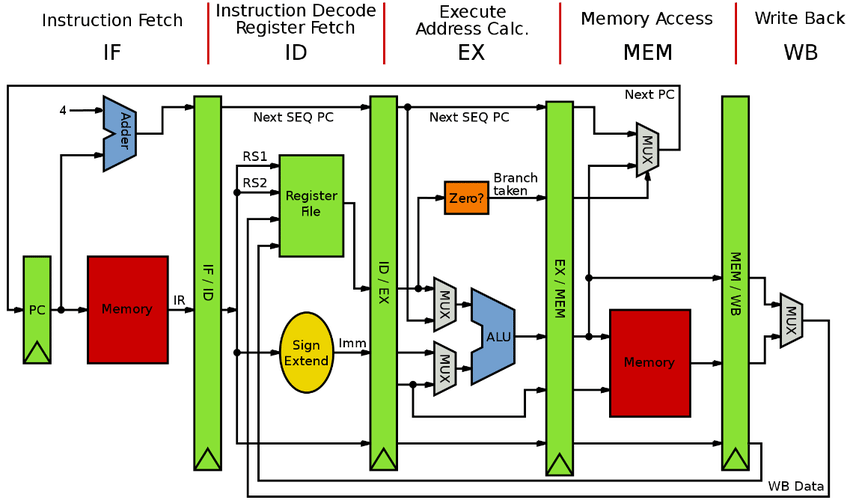 Instruction Fetch
IF
Instruction Decode
Register Fetch
ID
Execute
Address Calc.
EX
Memory Access
MEM
Write Back
WB
Next PC
4
Adder
Next SEQ PC
Next SEQ PC
MUX
RS1
RS2
Register
File
Branch
taken
Zero?
IF / ID
ID / EX
EX / MEM
MEM / WB
PC
Memory
IR
MUX
ALU
MUX
Sign
Extend
Imm
MUX
Memory
MUX
WB Data